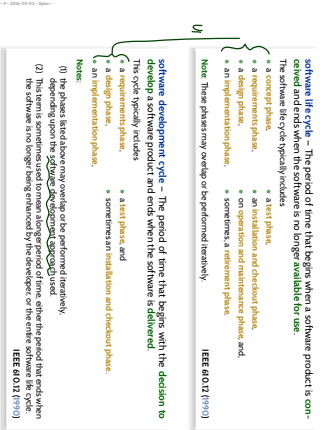 software life cycle – The period of time that begins when a software product is con-
ceived and ends when the software is no longer available for use.
The software life cycle typically includes
• a concept phase,
• a requirements phase,
• a design phase,
• an implementation phase,
• a test phase,
• an installation and checkout phase,
• on operation and maintenance phase, and,
• sometimes, a retirement phase.
Note: These phases may overlap or be performed iteratively.
IEEE 610.12 (1990)
software development cycle – The period of time that begins with the decision to
develop a software product and ends when the software is delivered.
This cycle typically includes
• a requirements phase,
• a design phase,
• an implementation phase,
• a test phase, and
• sometimes an installation and checkout phase.
Notes:
(1) the phases listed above may overlap or be performed iteratively,
depending upon the software development approach used.
(2) This term is sometimes used to mean a longer period of time, either the period that ends when
the software is no longer being enhanced by the developer, or the entire software life cycle.
IEEE 610.12 (1990)